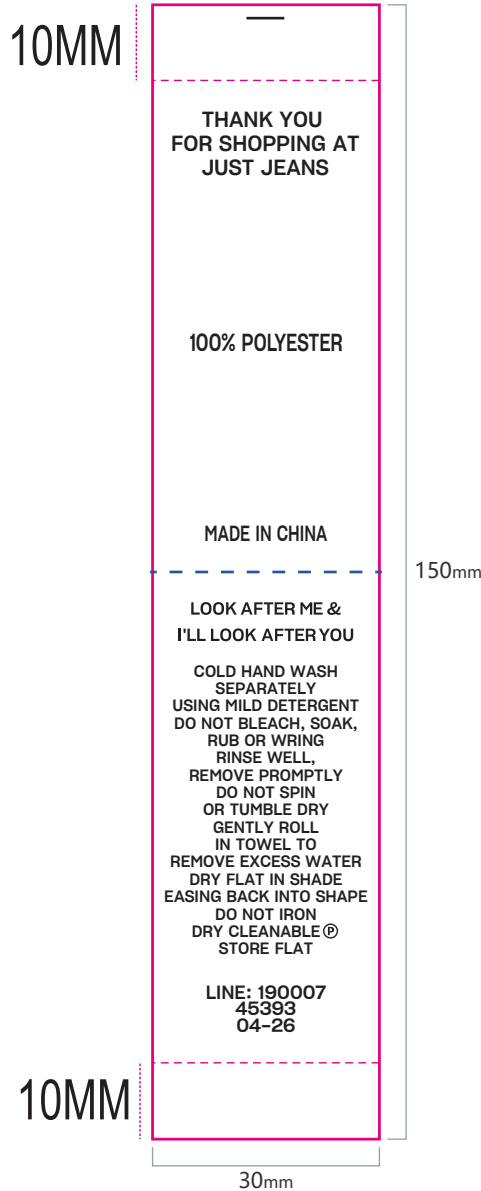 10MM
THANK YOU
FOR SHOPPING AT
JUST JEANS
100% POLYESTER
MADE IN CHINA
150mm
LOOK AFTER ME &
I'LL LOOK AFTER YOU
COLD HAND WASH
SEPARATELY
USING MILD DETERGENT
DO NOT BLEACH, SOAK,
RUB OR WRING
RINSE WELL,
REMOVE PROMPTLY
DO NOT SPIN
OR TUMBLE DRY
GENTLY ROLL
IN TOWEL TO
REMOVE EXCESS WATER
DRY FLAT IN SHADE
EASING BACK INTO SHAPE
DO NOT IRON
DRY CLEANABLE Ⓟ
STORE FLAT
LINE: 190007
45393
04-26
10MM
30mm